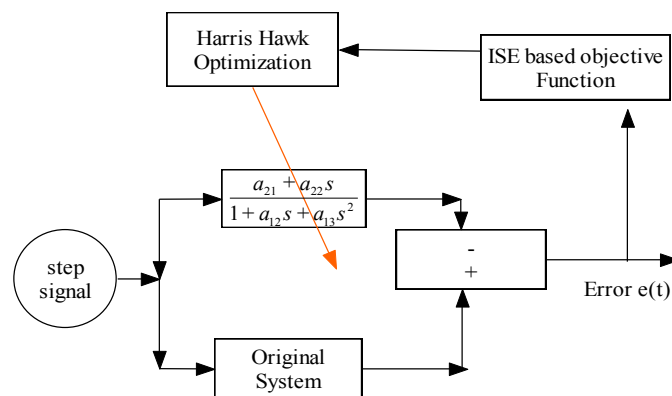 Harris Hawk
Optimization
ISE based objective
Function
a₂₁ + a₂₂s
1 + a₁₂s + a₁₃s²
-
+
step
signal
Error e(t)
Original
System